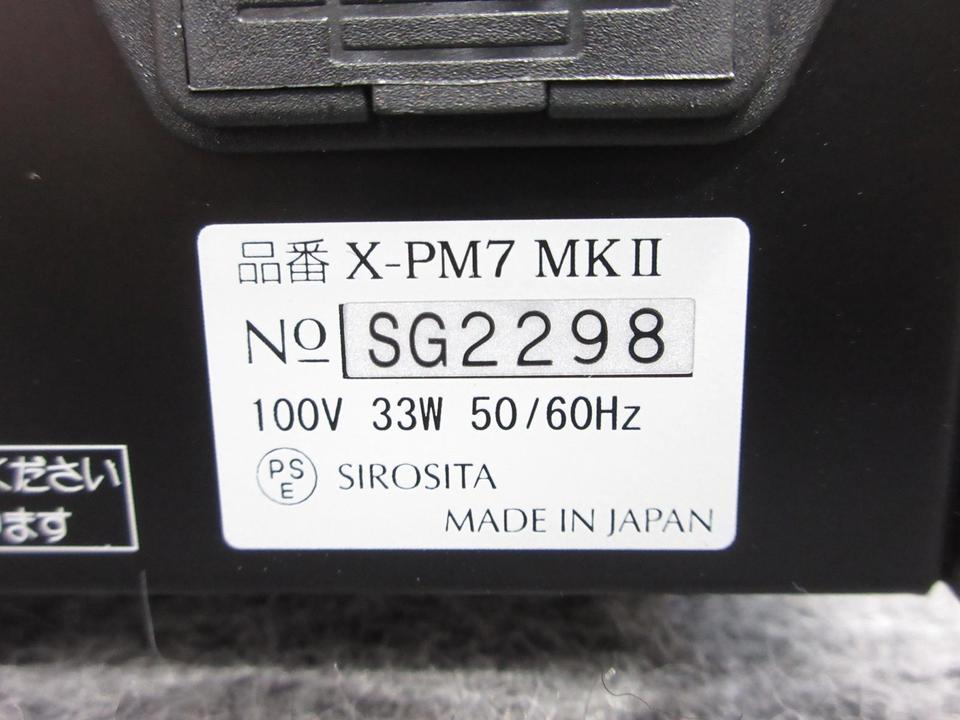 品番 X-PM7 MKII
No SG2298
100V 33W 50/60Hz
PSE SIROSITA
MADE IN JAPAN
ください
ます